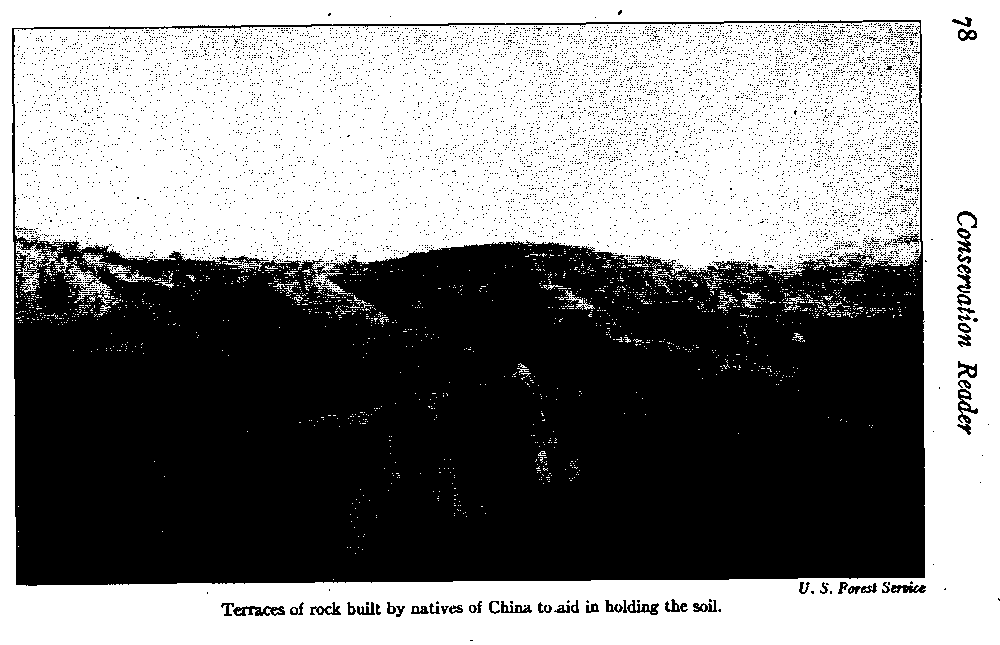 78
Conservation Reader
U. S. Forest Service
Terraces of rock built by natives of China to aid in holding the soil.